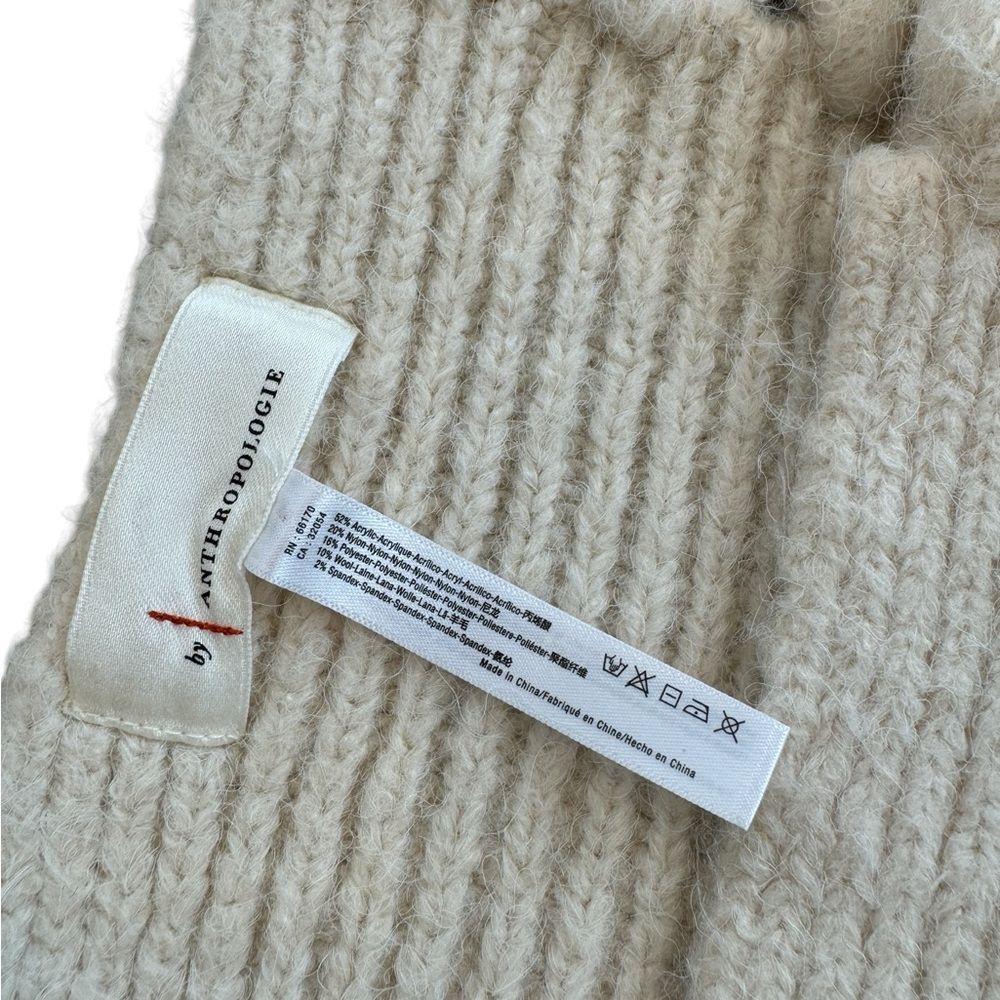 by ANTHROPOLOGIE
RN : 66170
CA : 32054
52% Acrylic-Acrylique-Acrílico-Acryl-Acrilico-Acrílico-丙烯酸
20% Nylon-Nylon-Nylon-Nylon-Nylon-Nylon-尼龙
16% Polyester-Polyester-Poliéster-Polyester-Poliestere-Poliéster-聚酯纤维
10% Wool-Laine-Lana-Wolle-Lana-Lã-羊毛
2% Spandex-Spandex-Spandex-Spandex-Spandex-Spandex-氨纶
Made in China/Fabriqué en Chine/Hecho en China